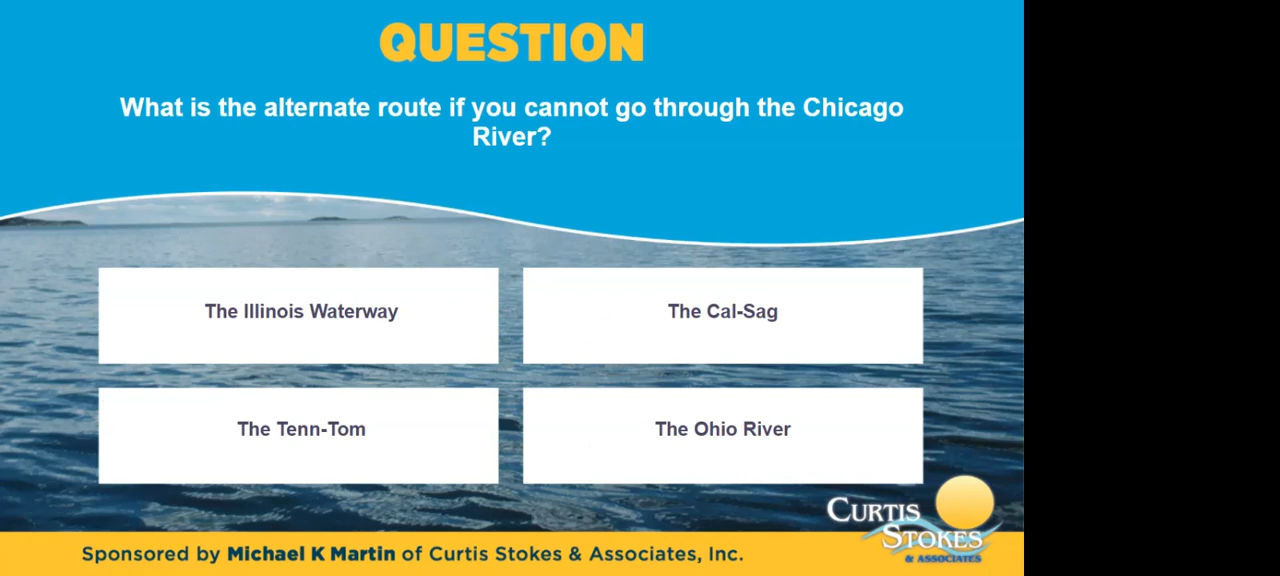 QUESTION
What is the alternate route if you cannot go through the Chicago
River?
The Illinois Waterway
The Cal-Sag
The Tenn-Tom
The Ohio River
CURTIS
STOKES
& ASSOCIATES
Sponsored by Michael K Martin of Curtis Stokes & Associates, Inc.